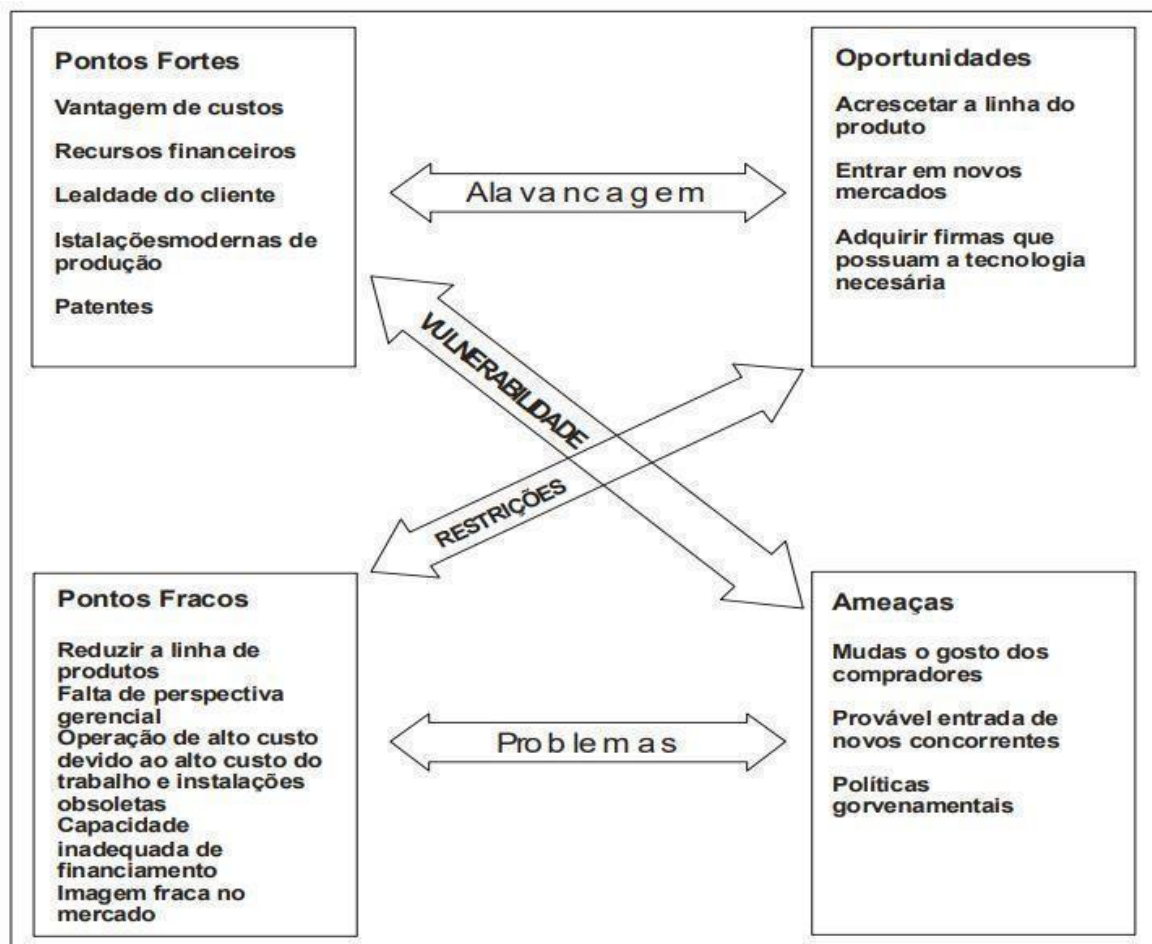 Pontos Fortes
Vantagem de custos
Recursos financeiros
Lealdade do cliente
Istalaçõesmodernas de
produção
Patentes
Oportunidades
Acrescetar a linha do
produto
Entrar em novos
mercados
Adquirir firmas que
possuam a tecnologia
necesária
Alavancagem
VULNERABILIDADE
RESTRIÇÕES
Pontos Fracos
Reduzir a linha de
produtos
Falta de perspectiva
gerencial
Operação de alto custo
devido ao alto custo do
trabalho e instalações
obsoletas
Capacidade
inadequada de
financiamento
Imagem fraca no
mercado
Problemas
Ameaças
Mudas o gosto dos
compradores
Provável entrada de
novos concorrentes
Políticas
gorvenamentais